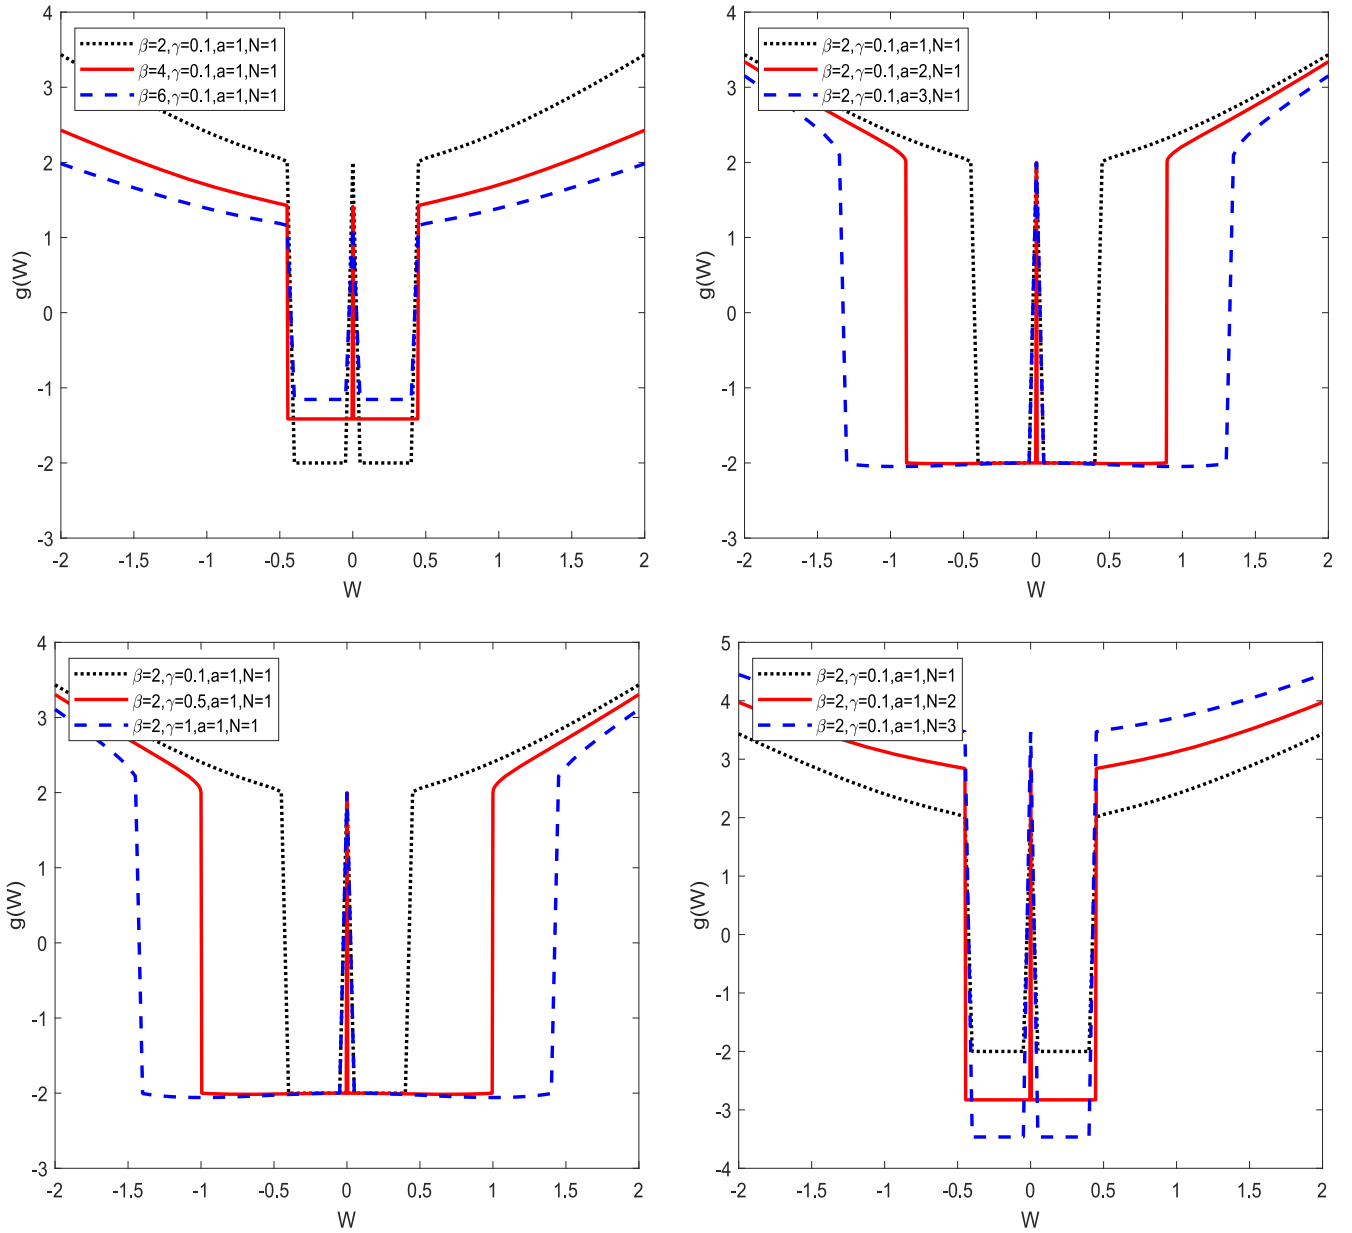 4
3
2
1
0
-1
-2
-3
g(W)
β=2,γ=0.1,a=1,N=1
β=4,γ=0.1,a=1,N=1
β=6,γ=0.1,a=1,N=1
-2 -1.5 -1 -0.5 0 0.5 1 1.5 2
W
4
3
2
1
0
-1
-2
-3
g(W)
β=2,γ=0.1,a=1,N=1
β=2,γ=0.1,a=2,N=1
β=2,γ=0.1,a=3,N=1
-2 -1.5 -1 -0.5 0 0.5 1 1.5 2
W
4
3
2
1
0
-1
-2
-3
g(W)
β=2,γ=0.1,a=1,N=1
β=2,γ=0.5,a=1,N=1
β=2,γ=1,a=1,N=1
-2 -1.5 -1 -0.5 0 0.5 1 1.5 2
W
5
4
3
2
1
0
-1
-2
-3
-4
g(W)
β=2,γ=0.1,a=1,N=1
β=2,γ=0.1,a=1,N=2
β=2,γ=0.1,a=1,N=3
-2 -1.5 -1 -0.5 0 0.5 1 1.5 2
W